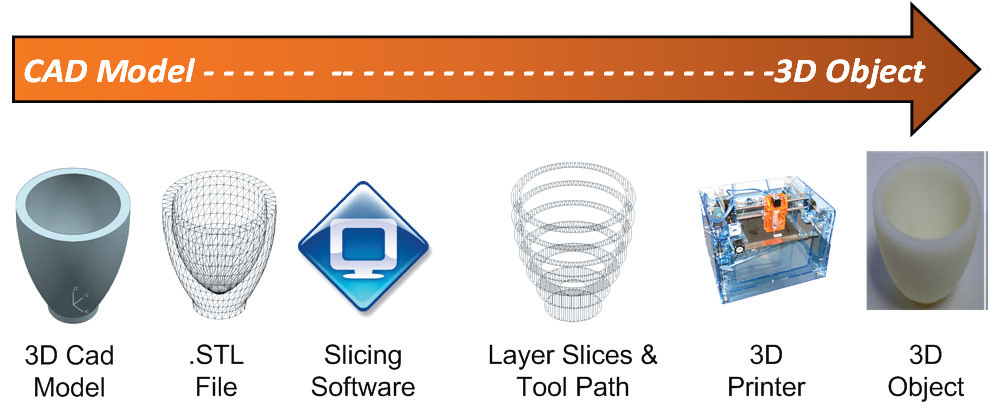 CAD Model - - - - - - -- - - - - - - - - - - - - - - - - - - - - - - - -3D Object
3D Cad
Model
.STL
File
Slicing
Software
Layer Slices &
Tool Path
3D
Printer
3D
Object